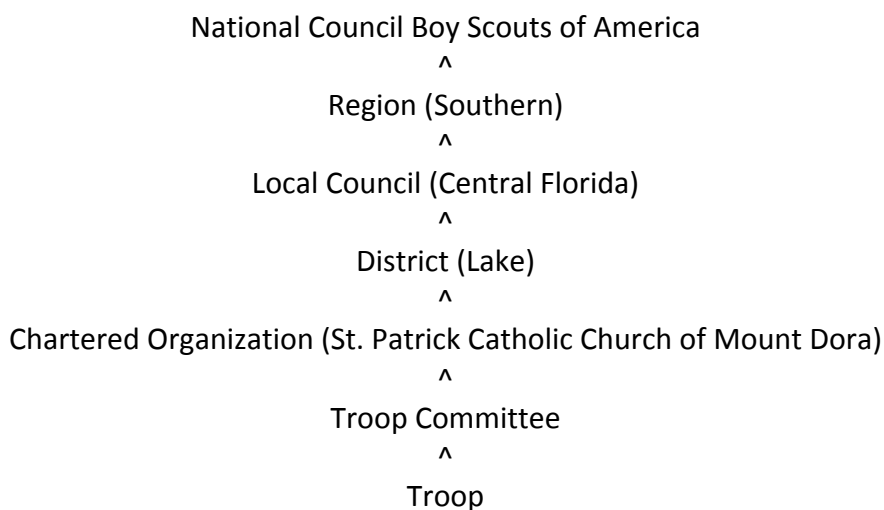 National Council Boy Scouts of America
^
Region (Southern)
^
Local Council (Central Florida)
^
District (Lake)
^
Chartered Organization (St. Patrick Catholic Church of Mount Dora)
^
Troop Committee
^
Troop